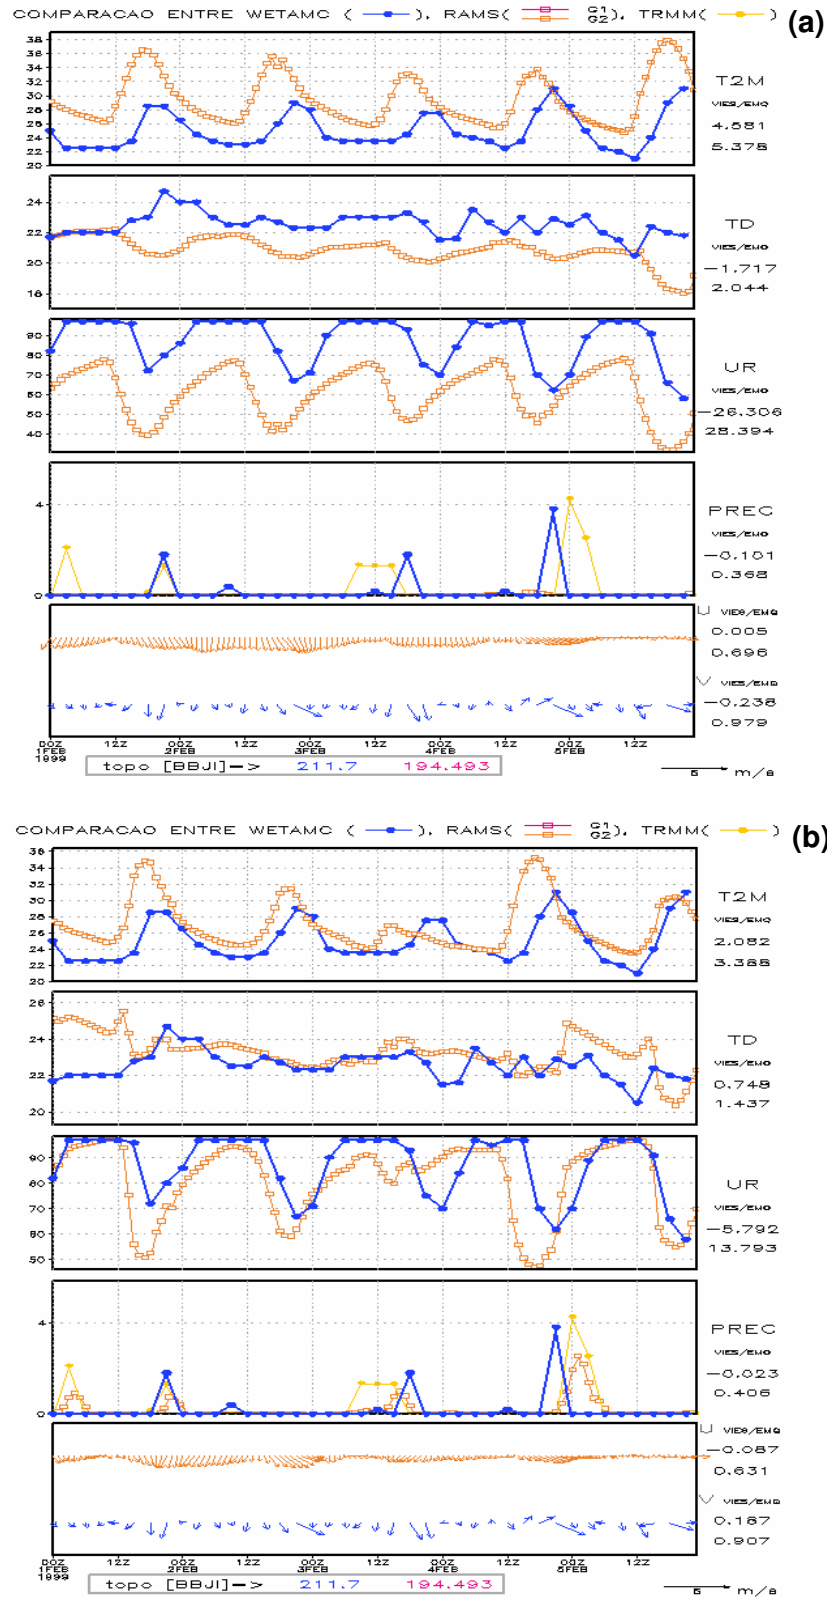 COMPARACAO ENTRE WETAMC ( ), RAMS( G1 G2), TRMM( ) (a)
38
36
34
32
30
28
26
24
22
20
T2M
VIES/EMQ
4.581
5.378
24
22
20
18
16
TD
VIES/EMQ
-1.717
2.044
90
80
70
60
50
40
UR
VIES/EMQ
-26.306
28.394
4
0
PREC
VIES/EMQ
-0.101
0.368
U VIES/EMQ
0.005
0.696
V VIES/EMQ
-0.238
0.979
00Z 12Z 00Z 12Z 00Z 12Z 00Z 12Z 00Z 12Z
1FEB 2FEB 3FEB 4FEB 5FEB
1999
topo [BBJI]-> 211.7 194.493
5 m/s
COMPARACAO ENTRE WETAMC ( ), RAMS( G1 G2), TRMM( ) (b)
36
34
32
30
28
26
24
22
20
T2M
VIES/EMQ
2.082
3.388
26
24
22
20
TD
VIES/EMQ
0.748
1.437
90
80
70
60
50
UR
VIES/EMQ
-5.792
13.793
4
0
PREC
VIES/EMQ
-0.023
0.406
U VIES/EMQ
-0.087
0.631
V VIES/EMQ
0.187
0.907
00Z 12Z 00Z 12Z 00Z 12Z 00Z 12Z 00Z 12Z
1FEB 2FEB 3FEB 4FEB 5FEB
1999
topo [BBJI]-> 211.7 194.493
5 m/s